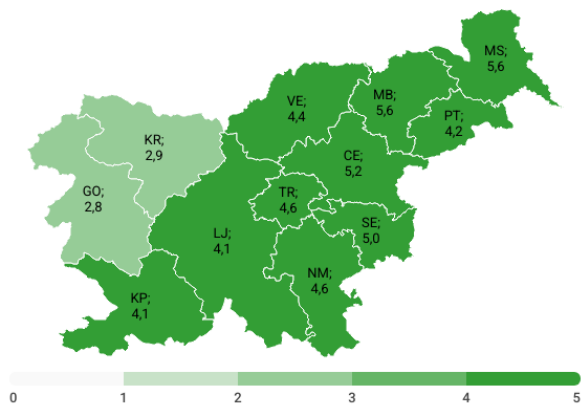 MS;
5,6
VE;
4,4
MB;
5,6
PT;
4,2
KR;
2,9
CE;
5,2
GO;
2,8
TR;
4,6
SE;
5,0
LJ;
4,1
NM;
4,6
KP;
4,1
0 1 2 3 4 5